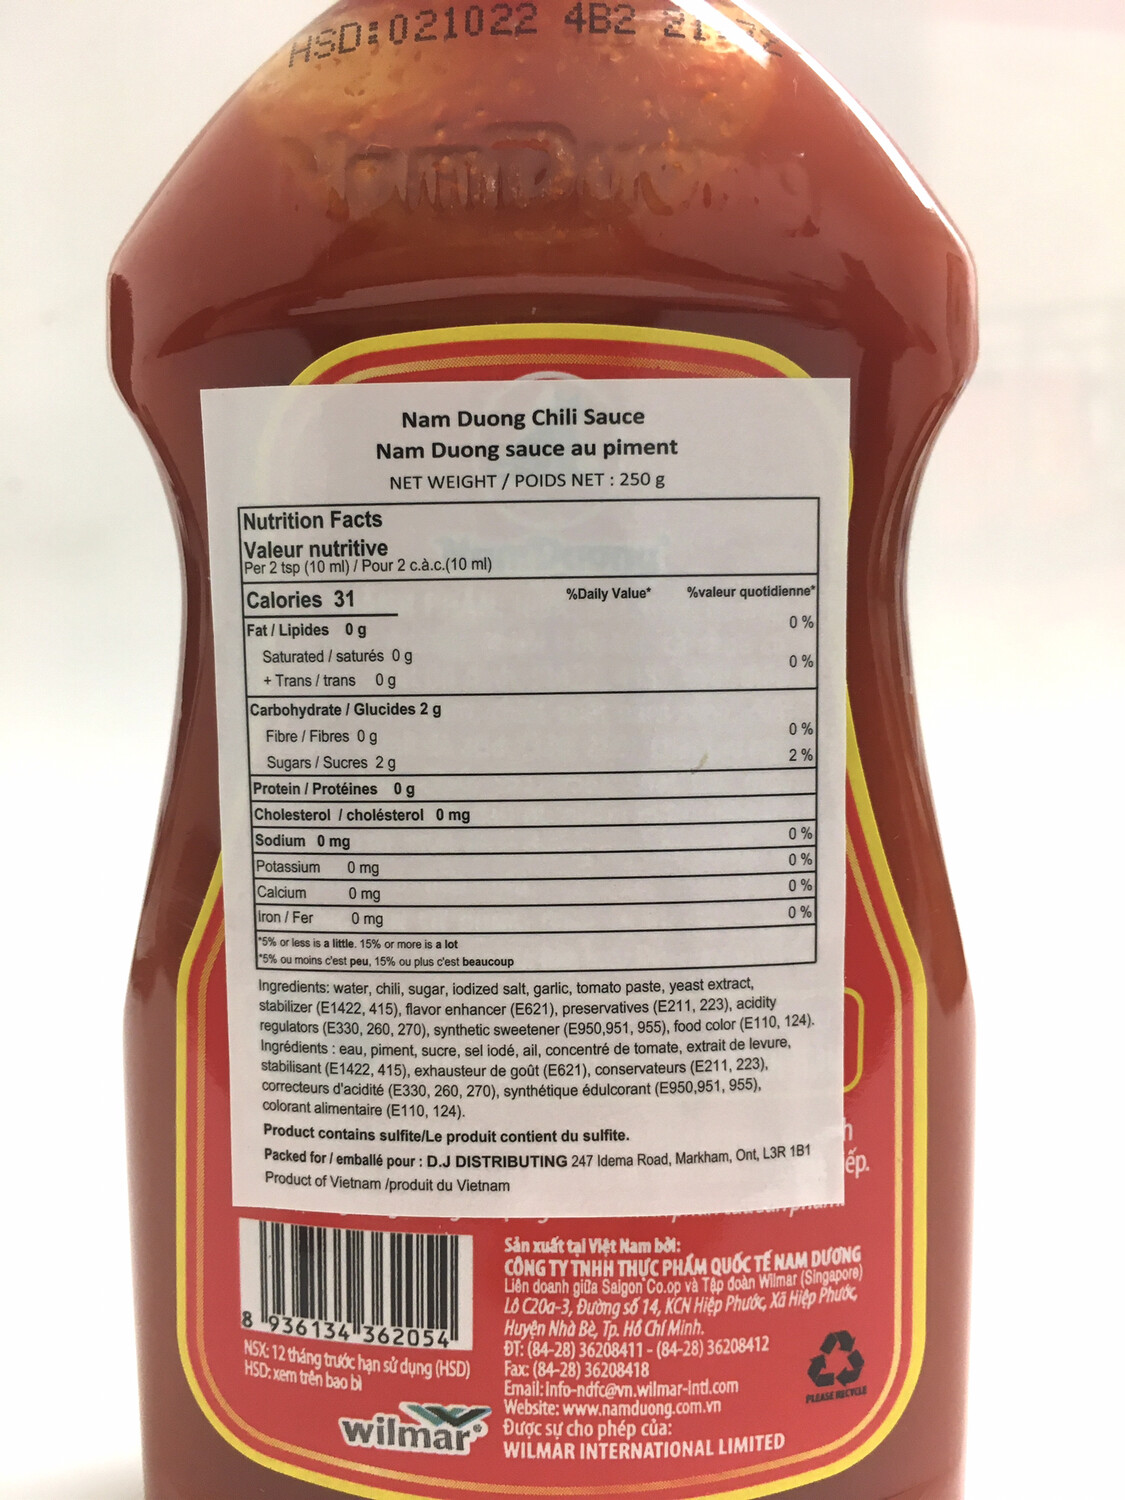 HSD:021022 4B2
Nam Duong Chili Sauce
Nam Duong sauce au piment
NET WEIGHT / POIDS NET : 250 g
Nutrition Facts
Valeur nutritive
Per 2 tsp (10 ml) / Pour 2 c.à.c.(10 ml)
Calories 31 %Daily Value* %valeur quotidienne*
Fat / Lipides 0 g 0 %
Saturated / saturés 0 g 0 %
+ Trans / trans 0 g
Carbohydrate / Glucides 2 g
Fibre / Fibres 0 g 0 %
Sugars / Sucres 2 g 2 %
Protein / Protéines 0 g
Cholesterol / cholésterol 0 mg
Sodium 0 mg 0 %
Potassium 0 mg 0 %
Calcium 0 mg 0 %
Iron / Fer 0 mg 0 %
*5% or less is a little. 15% or more is a lot
*5% ou moins c'est peu, 15% ou plus c'est beaucoup
Ingredients: water, chili, sugar, iodized salt, garlic, tomato paste, yeast extract,
stabilizer (E1422, 415), flavor enhancer (E621), preservatives (E211, 223), acidity
regulators (E330, 260, 270), synthetic sweetener (E950,951, 955), food color (E110, 124).
Ingrédients : eau, piment, sucre, sel iodé, ail, concentré de tomate, extrait de levure,
stabilisant (E1422, 415), exhausteur de goût (E621), conservateurs (E211, 223),
correcteurs d'acidité (E330, 260, 270), synthétique édulcorant (E950,951, 955),
colorant alimentaire (E110, 124).
Product contains sulfite/Le produit contient du sulfite.
Packed for / emballé pour : D.J DISTRIBUTING 247 Idema Road, Markham, Ont, L3R 1B1
Product of Vietnam /produit du Vietnam
8 936134 362054
NSX: 12 tháng trước hạn sử dụng (HSD)
HSD: xem trên bao bì
wilmar
Sản xuất tại Việt Nam bởi:
CÔNG TY TNHH THỰC PHẨM QUỐC TẾ NAM DƯƠNG
Liên doanh giữa Saigon Co.op và Tập đoàn Wilmar (Singapore)
Lô C20a-3, Đường số 14, KCN Hiệp Phước, Xã Hiệp Phước,
Huyện Nhà Bè, Tp. Hồ Chí Minh.
ĐT: (84-28) 36208411 - (84-28) 36208412
Fax: (84-28) 36208418
Email: info-ndfc@vn.wilmar-intl.com
Website: www.namduong.com.vn
Được sự cho phép của:
WILMAR INTERNATIONAL LIMITED
PLEASE RECYCLE